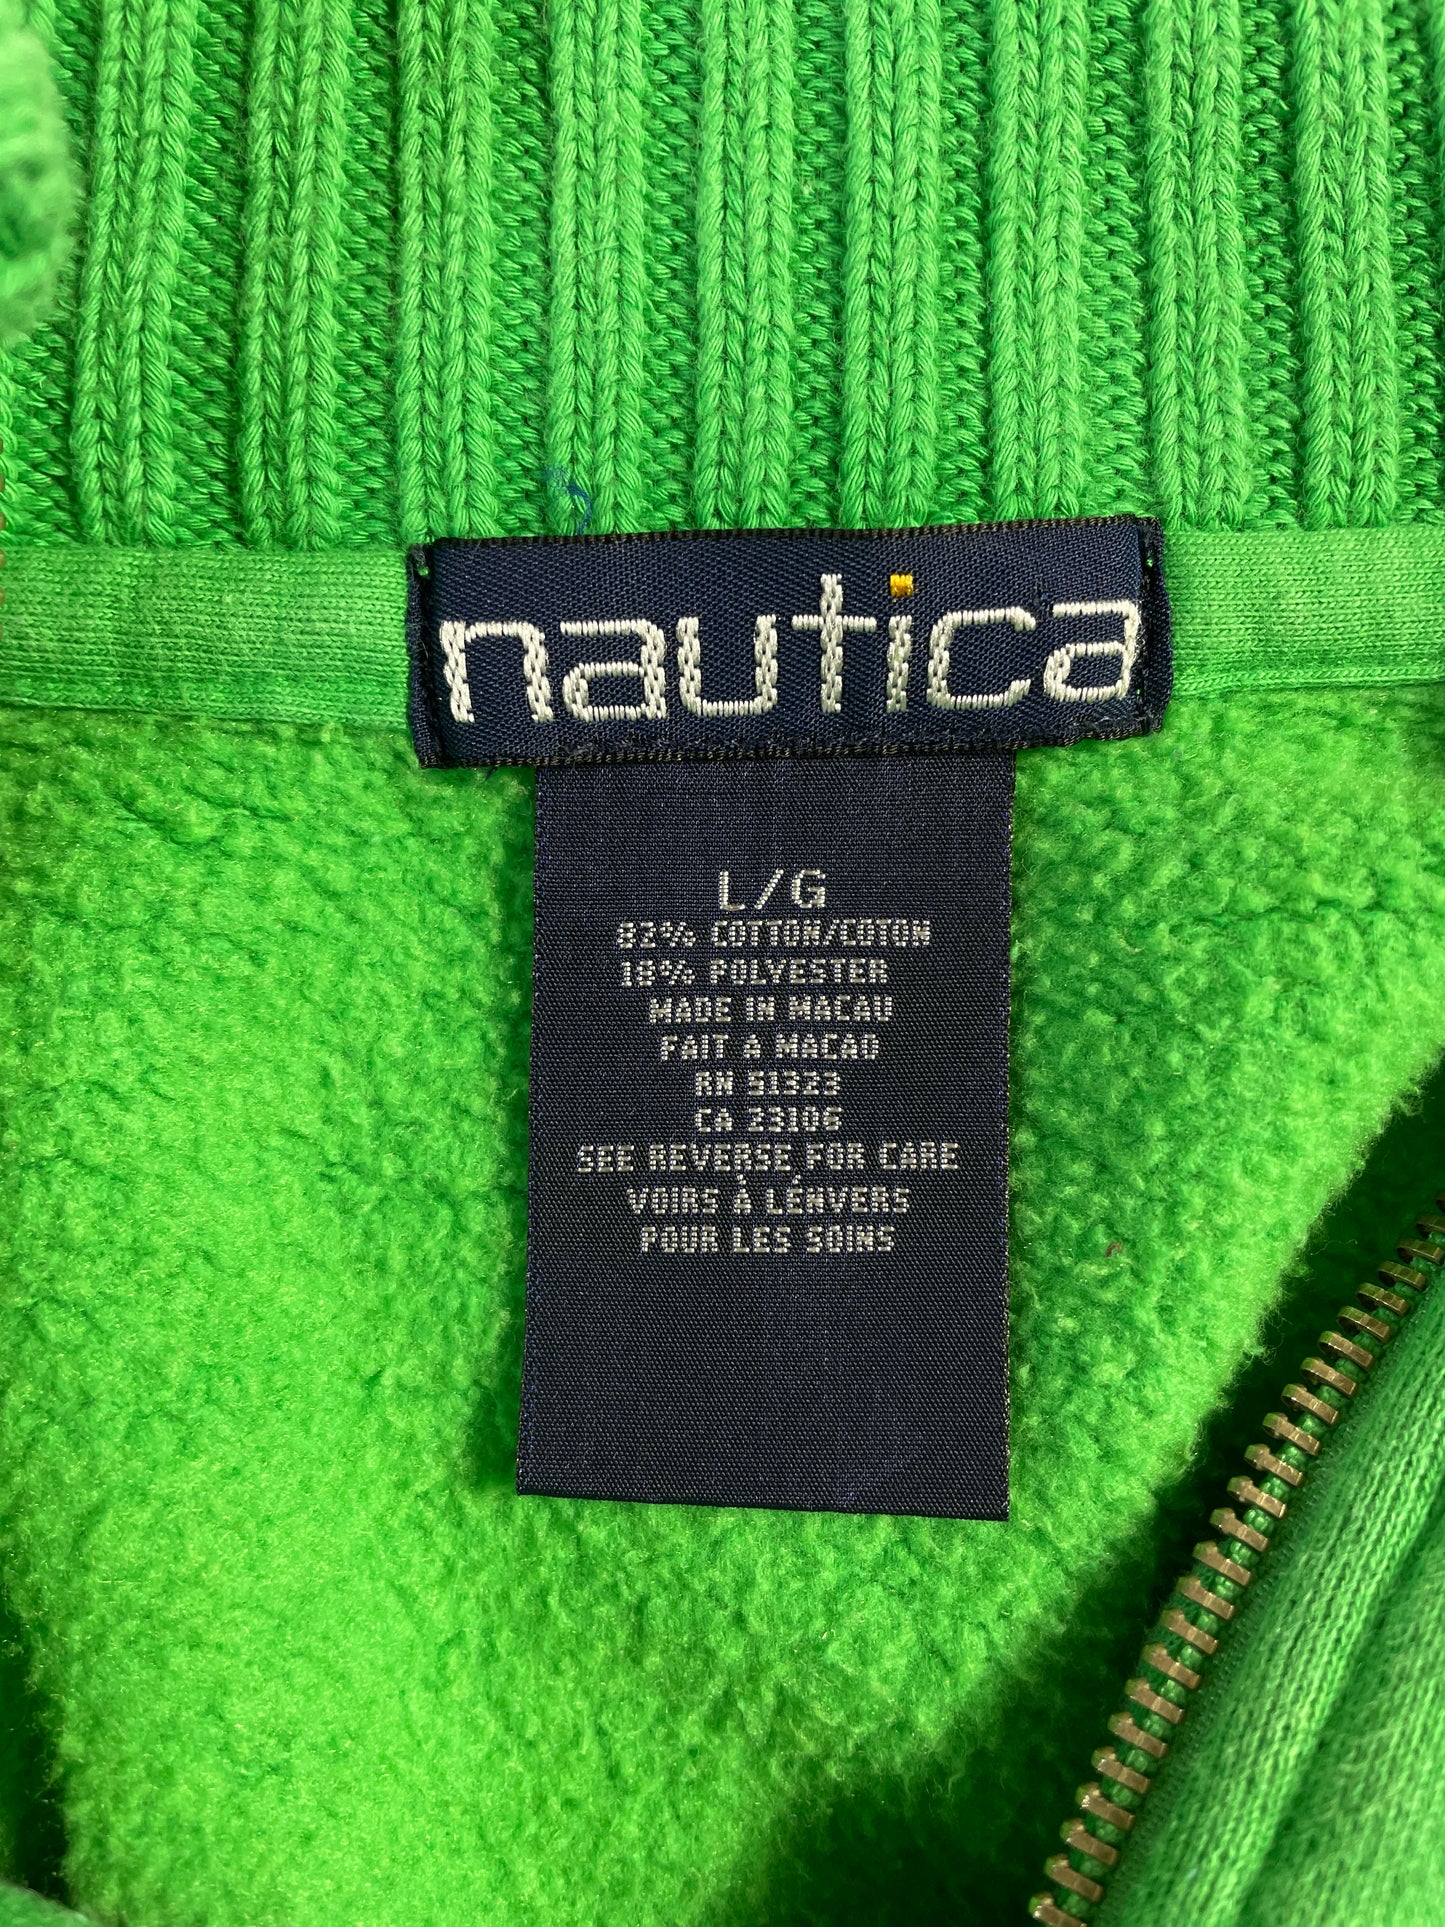 nautica
L/G
82% COTTON/COTON
18% POLYESTER
MADE IN MACAU
FAIT A MACAO
RN 51323
CA 23106
SEE REVERSE FOR CARE
VOIRS À L'ENVERS
POUR LES SOINS